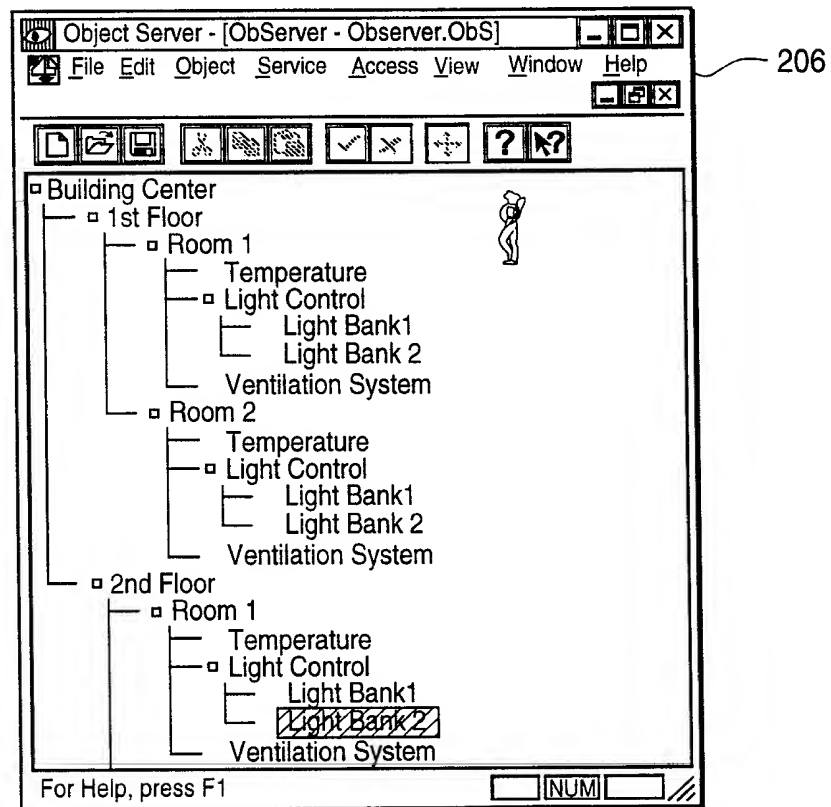 Object Server - [ObServer - Observer.ObS]
File Edit Object Service Access View Window Help
206
? ?
Building Center
1st Floor
Room 1
Temperature
Light Control
Light Bank1
Light Bank 2
Ventilation System
Room 2
Temperature
Light Control
Light Bank1
Light Bank 2
Ventilation System
2nd Floor
Room 1
Temperature
Light Control
Light Bank1
Light Bank 2
Ventilation System
For Help, press F1 NUM